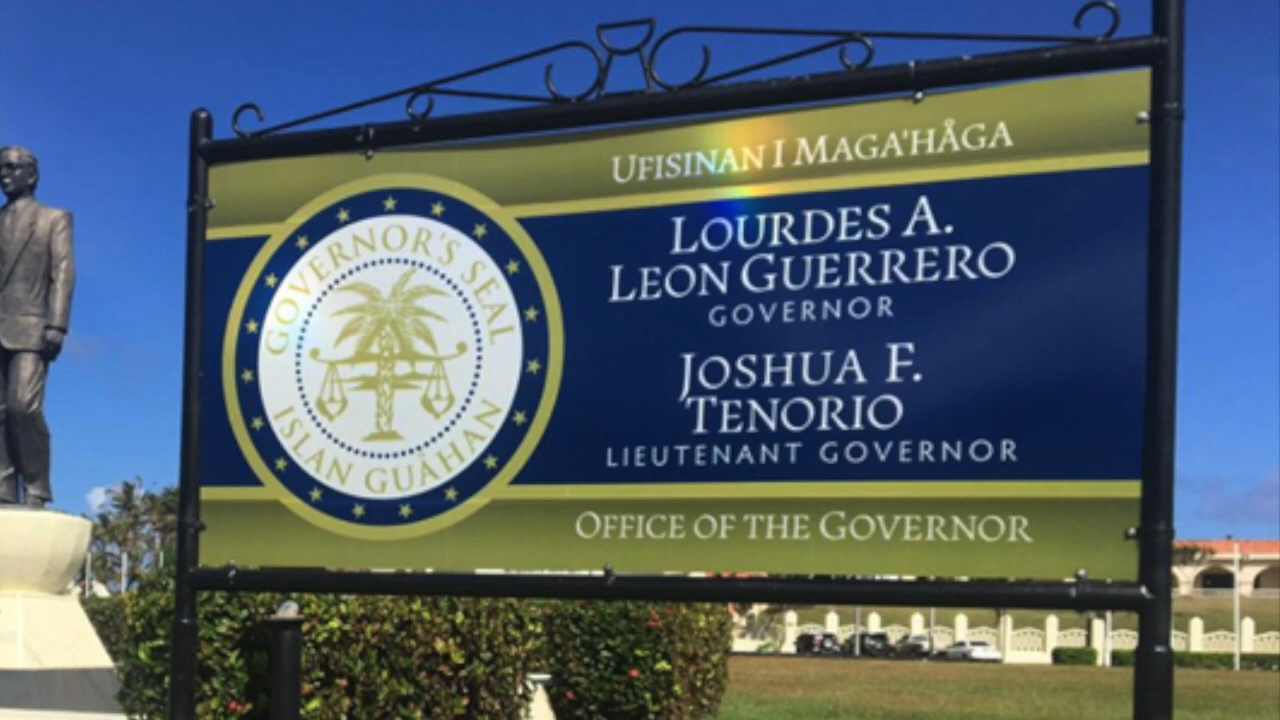 UFISINAN I MAGA'HÅGA
LOURDES A.
LEON GUERRERO
GOVERNOR
JOSHUA F.
TENORIO
LIEUTENANT GOVERNOR
OFFICE OF THE GOVERNOR
GOVERNOR'S SEAL
ISLAN GUÅHAN